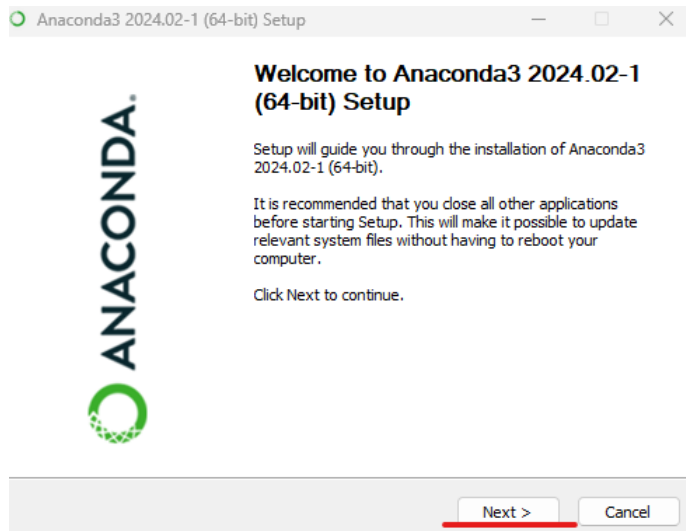 Anaconda3 2024.02-1 (64-bit) Setup
ANACONDA.
Welcome to Anaconda3 2024.02-1
(64-bit) Setup
Setup will guide you through the installation of Anaconda3
2024.02-1 (64-bit).
It is recommended that you close all other applications
before starting Setup. This will make it possible to update
relevant system files without having to reboot your
computer.
Click Next to continue.
Next >
Cancel